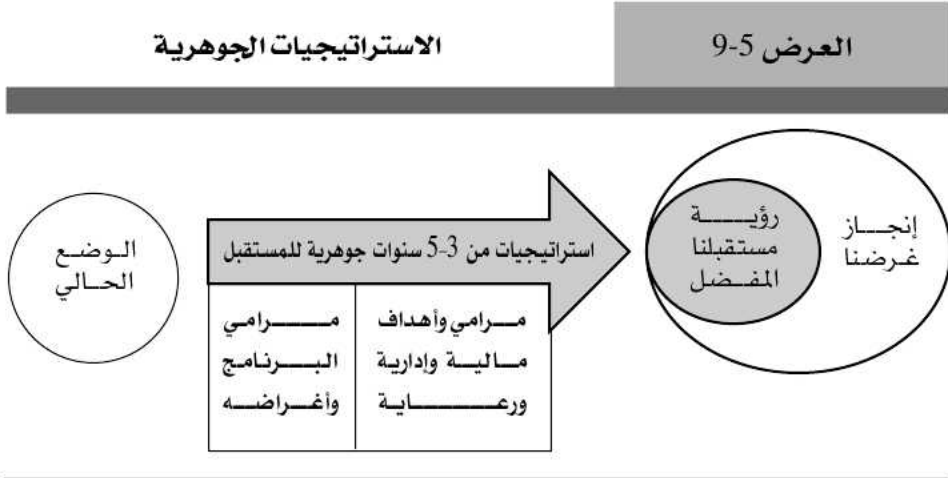 العرض 5-9
الاستراتيجيات الجوهرية
إنجاز
غرضنا
رؤية
مستقبلنا
المفضل
استراتيجيات من 3-5 سنوات جوهرية للمستقبل
مرامي وأهداف
مالية وإدارية
ورعاية
مرامي
البرنامج
وأغراضه
الوضع
الحالي